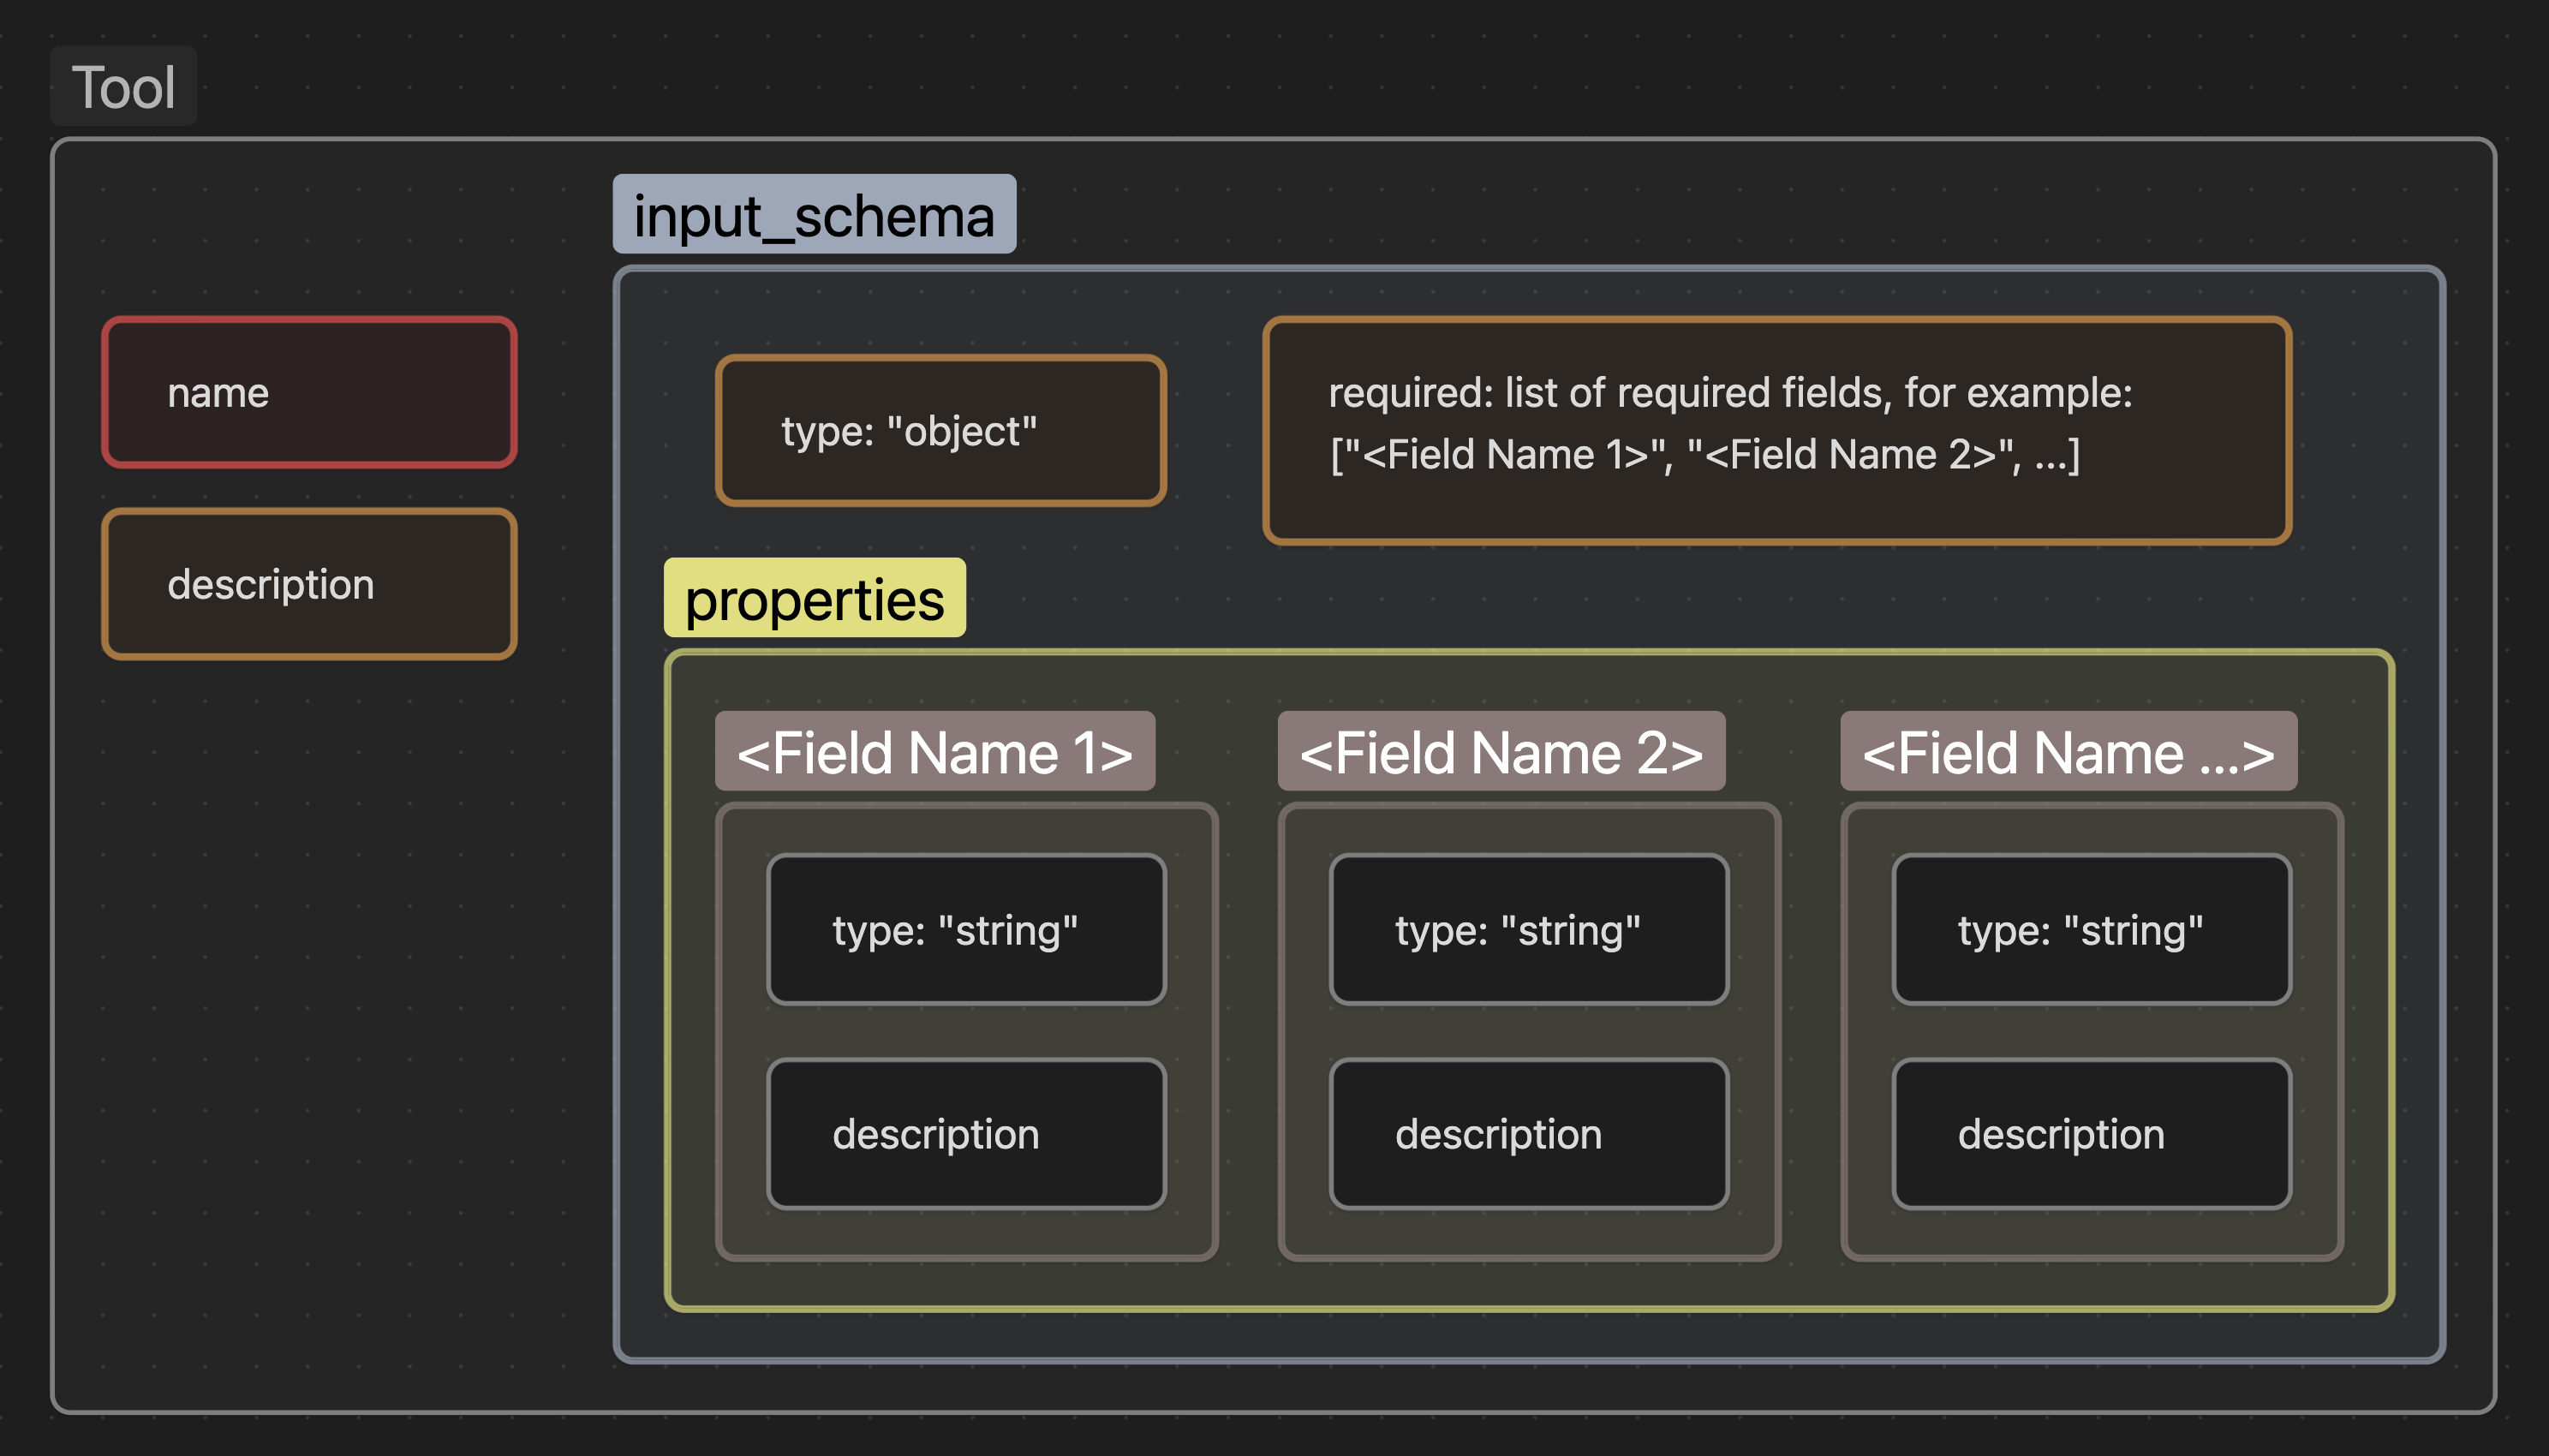 Tool
input_schema
name
description
type: "object"
required: list of required fields, for example:
["<Field Name 1>", "<Field Name 2>", ...]
properties
<Field Name 1>
type: "string"
description
<Field Name 2>
type: "string"
description
<Field Name ...>
type: "string"
description